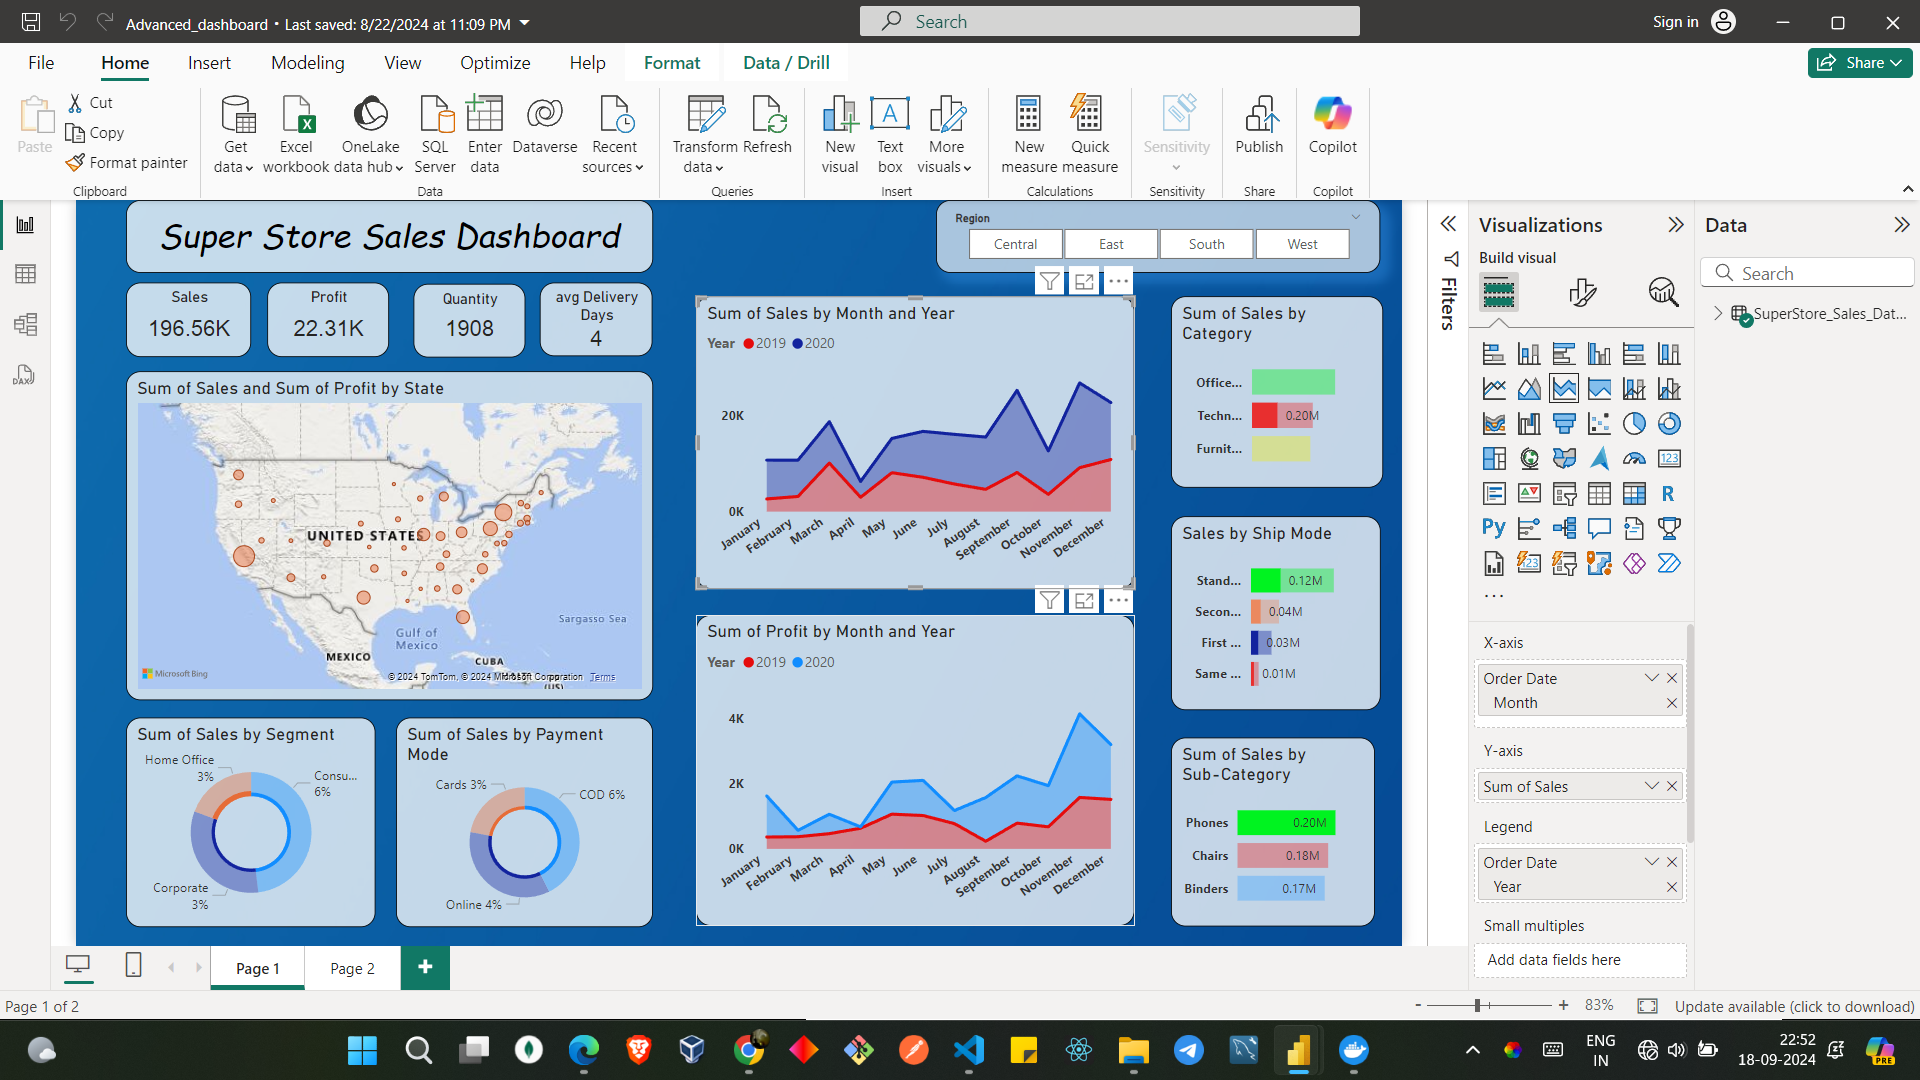 Advanced_dashboard • Last saved: 8/22/2024 at 11:09 PM
Search
Sign in
File
Home
Insert
Modeling
View
Optimize
Help
Format
Data / Drill
Share
Paste
Cut
Copy
Format painter
Clipboard
Get data
Excel workbook
OneLake data hub
SQL Server
Enter data
Dataverse
Recent sources
Data
Transform data
Refresh
Queries
New visual
Text box
More visuals
Insert
New measure
Quick measure
Calculations
Sensitivity
Sensitivity
Publish
Share
Copilot
Copilot
Super Store Sales Dashboard
Region
Central
East
South
West
Sales
196.56K
Profit
22.31K
Quantity
1908
avg Delivery
Days
4
Sum of Sales and Sum of Profit by State
UNITED STATES
Sargasso Sea
Gulf of
Mexico
MEXICO
CUBA
Microsoft Bing
© 2024 TomTom, © 2024 Microsoft Corporation Terms
(US)
Sum of Sales by Segment
Home Office
3%
Consu...
6%
Corporate
3%
Sum of Sales by Payment
Mode
Cards 3%
COD 6%
Online 4%
Sum of Sales by Month and Year
Year 2019 2020
20K
0K
January
February
March
April
May
June
July
August
September
October
November
December
Sum of Profit by Month and Year
Year 2019 2020
4K
2K
0K
January
February
March
April
May
June
July
August
September
October
November
December
Sum of Sales by
Category
Office...
Techn... 0.20M
Furnit...
Sales by Ship Mode
Stand... 0.12M
Secon... 0.04M
First ... 0.03M
Same ... 0.01M
Sum of Sales by
Sub-Category
Phones 0.20M
Chairs 0.18M
Binders 0.17M
Filters
Visualizations
Build visual
123
R
Py
123
...
X-axis
Order Date
Month
Y-axis
Sum of Sales
Legend
Order Date
Year
Small multiples
Add data fields here
Data
Search
SuperStore_Sales_Dat...
DAX
Page 1
Page 2
+
Page 1 of 2
- + 83%
Update available (click to download)
ENG
IN
22:52
18-09-2024
PRE